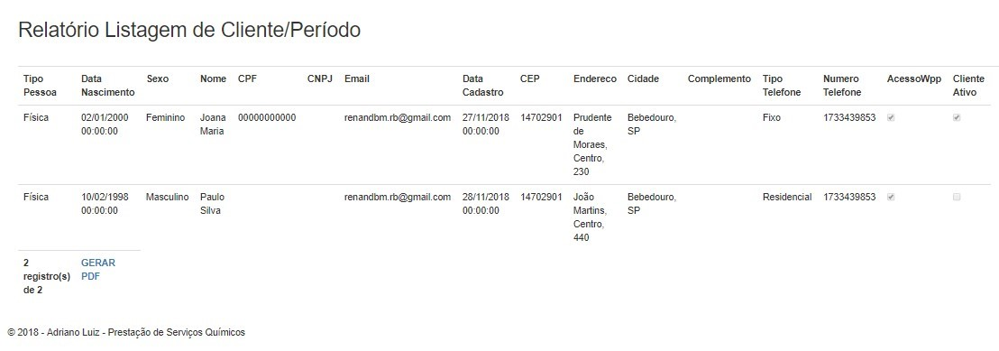 Relatório Listagem de Cliente/Período
Tipo Data Sexo Nome CPF CNPJ Email Data CEP Endereco Cidade Complemento Tipo Numero AcessoWpp Cliente
Pessoa Nascimento Cadastro Telefone Telefone Ativo
Física 02/01/2000 Feminino Joana 00000000000 renandbm.rb@gmail.com 27/11/2018 14702901 Prudente Bebedouro, Fixo 1733439853
00:00:00 Maria 00:00:00 de SP
Moraes,
Centro,
230
Física 10/02/1998 Masculino Paulo renandbm.rb@gmail.com 28/11/2018 14702901 João Bebedouro, Residencial 1733439853
00:00:00 Silva 00:00:00 Martins, SP
Centro,
440
2 GERAR
registro(s) PDF
de 2
© 2018 - Adriano Luiz - Prestação de Serviços Químicos